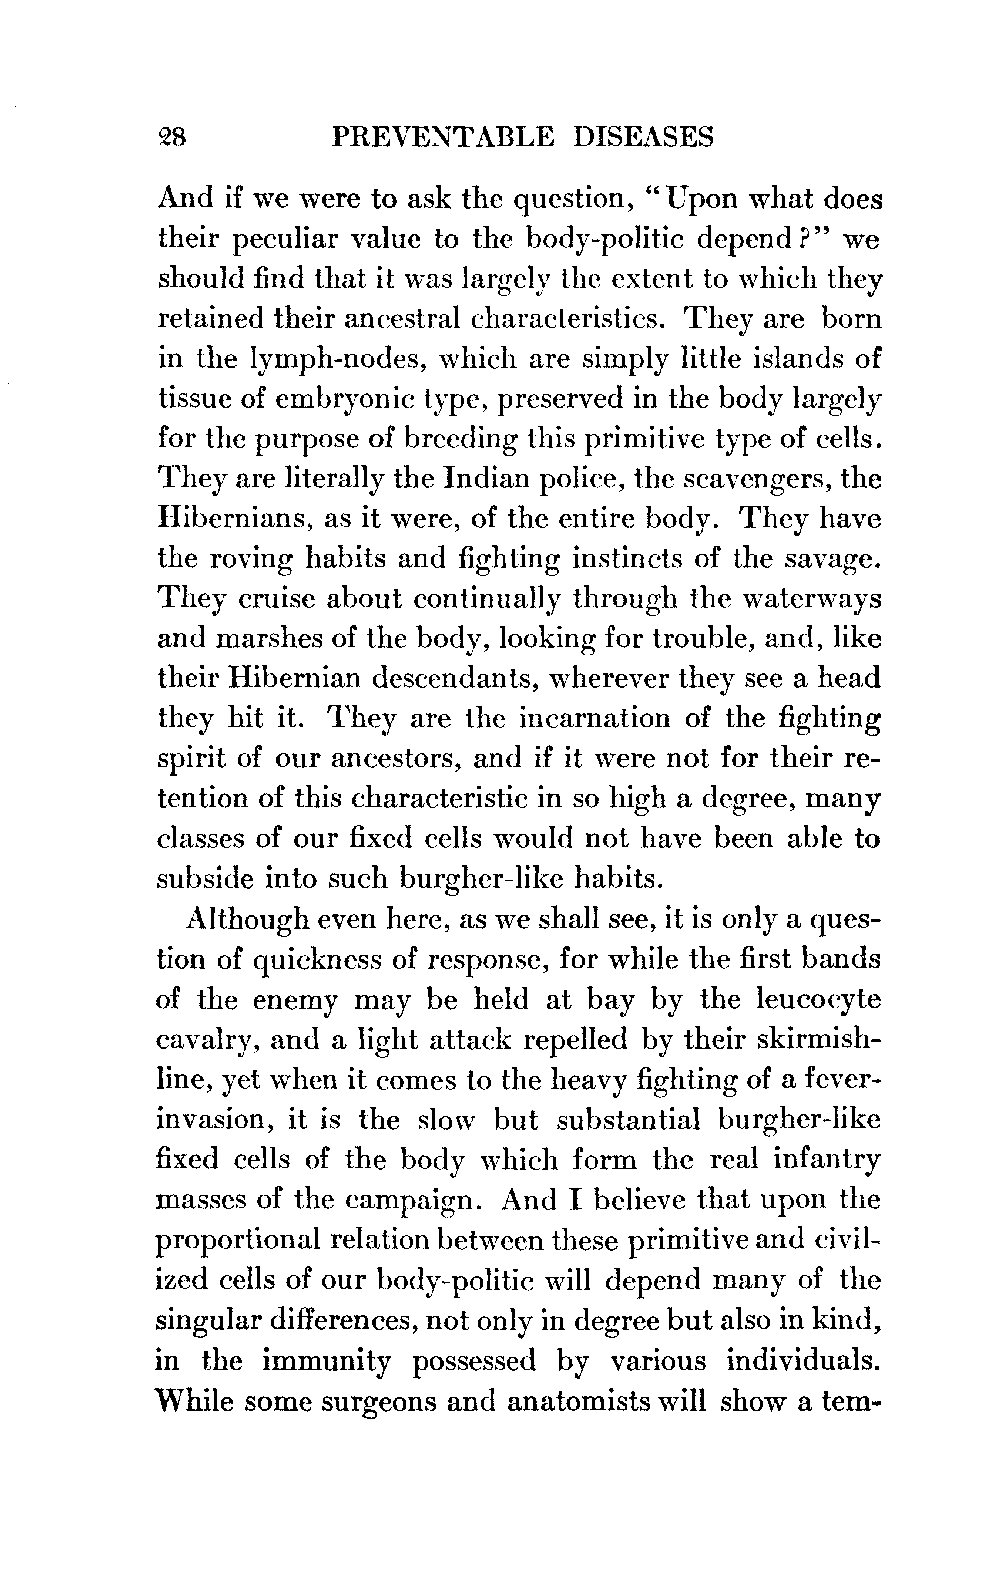 28 PREVENTABLE DISEASES
And if we were to ask the question, “Upon what does
their peculiar value to the body-politic depend?” we
should find that it was largely the extent to which they
retained their ancestral characteristics. They are born
in the lymph-nodes, which are simply little islands of
tissue of embryonic type, preserved in the body largely
for the purpose of breeding this primitive type of cells.
They are literally the Indian police, the scavengers, the
Hibernians, as it were, of the entire body. They have
the roving habits and fighting instincts of the savage.
They cruise about continually through the waterways
and marshes of the body, looking for trouble, and, like
their Hibernian descendants, wherever they see a head
they hit it. They are the incarnation of the fighting
spirit of our ancestors, and if it were not for their re-
tention of this characteristic in so high a degree, many
classes of our fixed cells would not have been able to
subside into such burgher-like habits.
Although even here, as we shall see, it is only a ques-
tion of quickness of response, for while the first bands
of the enemy may be held at bay by the leucocyte
cavalry, and a light attack repelled by their skirmish-
line, yet when it comes to the heavy fighting of a fever-
invasion, it is the slow but substantial burgher-like
fixed cells of the body which form the real infantry
masses of the campaign. And I believe that upon the
proportional relation between these primitive and civil-
ized cells of our body-politic will depend many of the
singular differences, not only in degree but also in kind,
in the immunity possessed by various individuals.
While some surgeons and anatomists will show a tem-